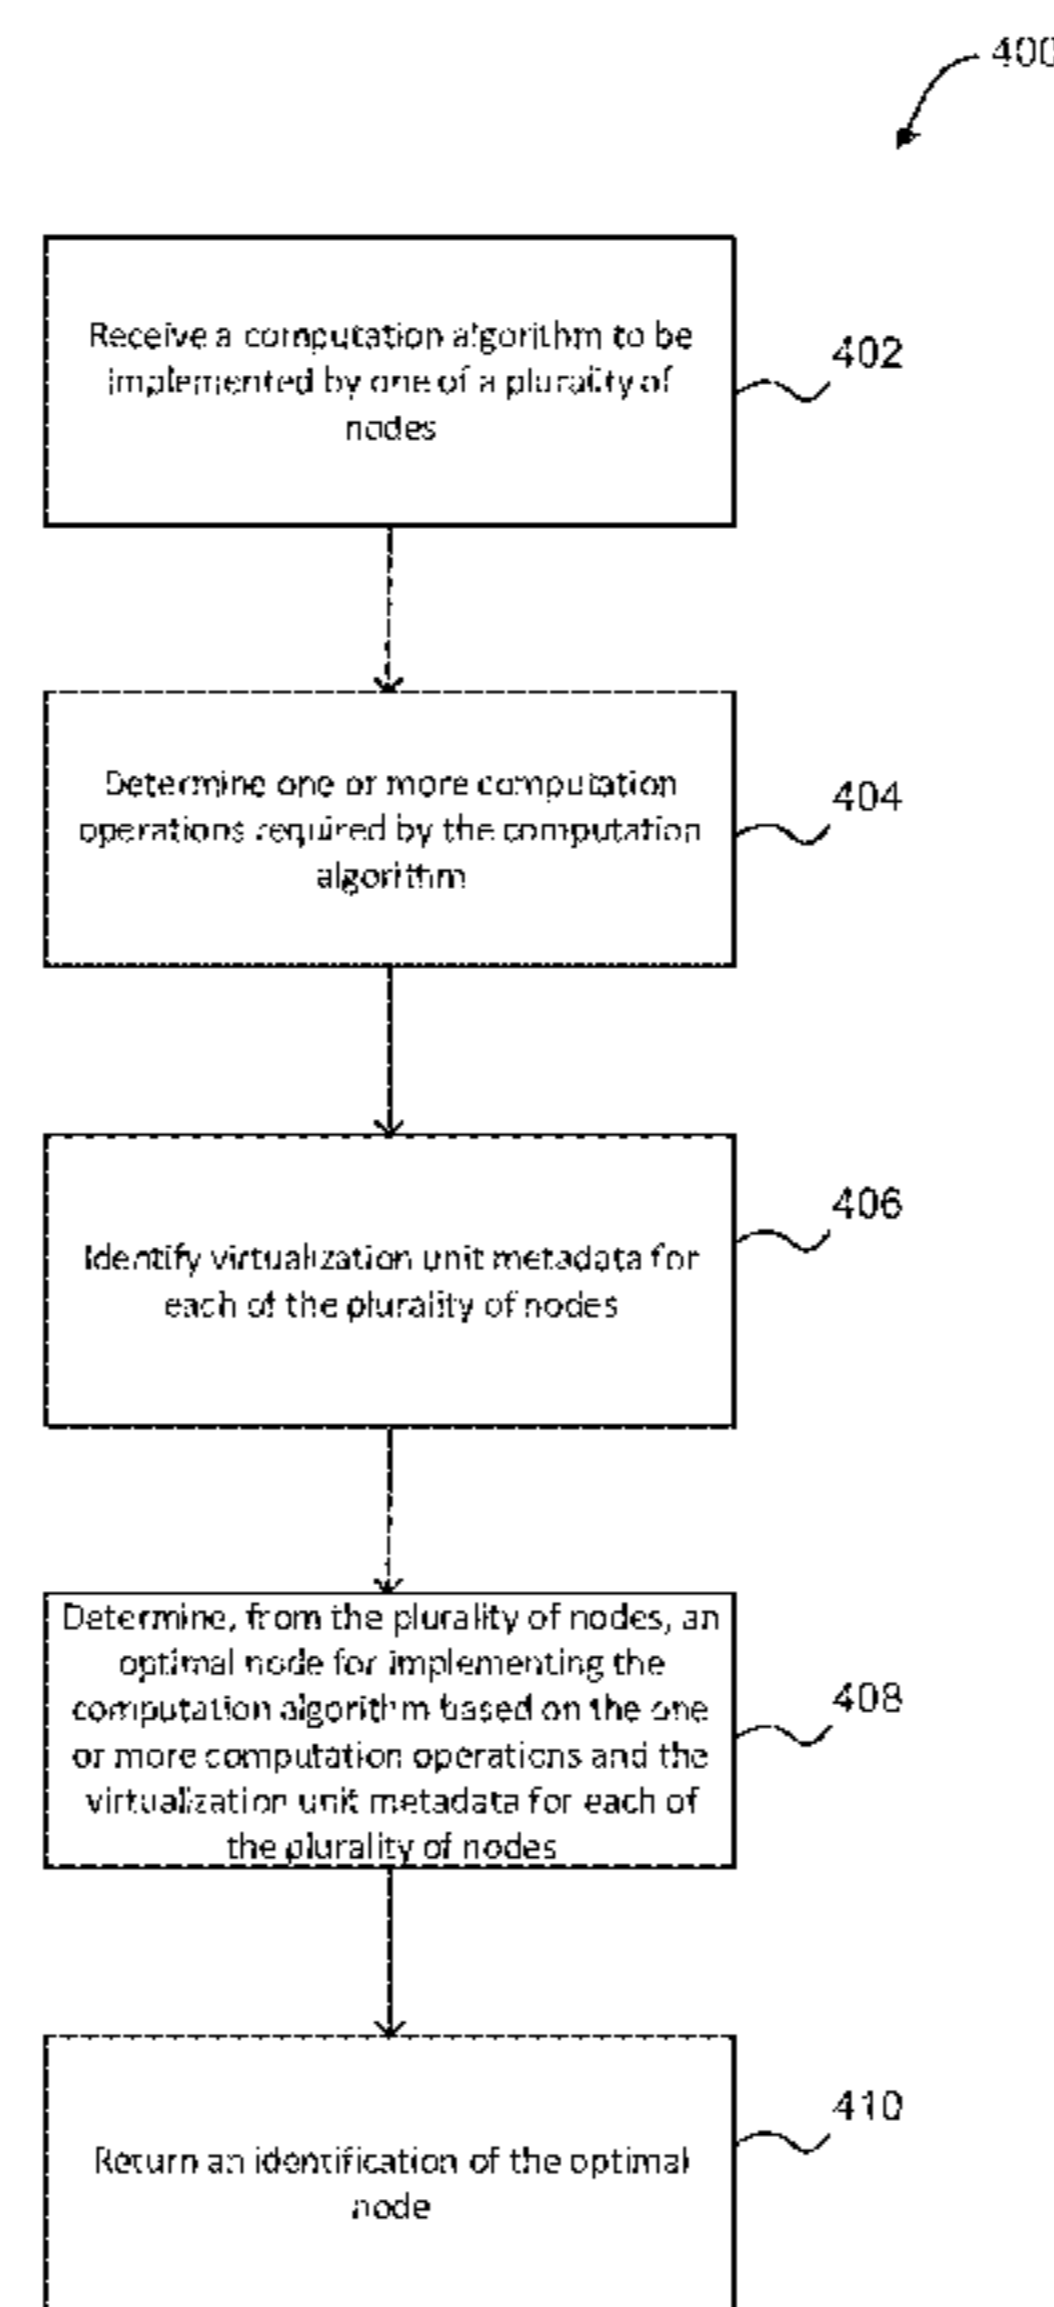 400
Receive a computation algorithm to be
implemented by one of a plurality of
nodes
402
Determine one or more computation
operations required by the computation
algorithm
404
Identify virtualization unit metadata for
each of the plurality of nodes
406
Determine, from the plurality of nodes, an
optimal node for implementing the
computation algorithm based on the one
or more computation operations and the
virtualization unit metadata for each of
the plurality of nodes
408
Return an identification of the optimal
node
410